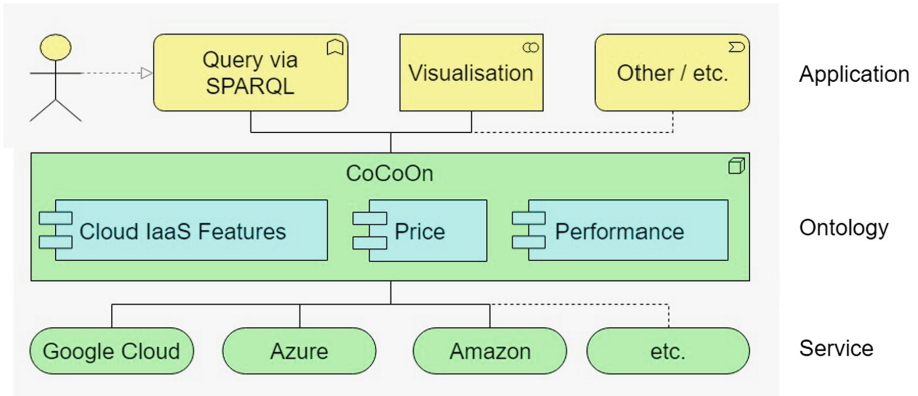 Query via
SPARQL
Visualisation
Other / etc.
Application
CoCoOn
Cloud IaaS Features
Price
Performance
Ontology
Google Cloud
Azure
Amazon
etc.
Service